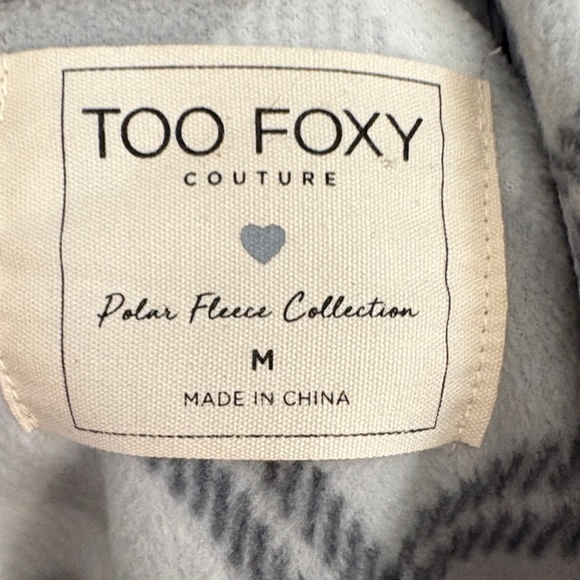 TOO FOXY
COUTURE
Polar Fleece Collection
M
MADE IN CHINA